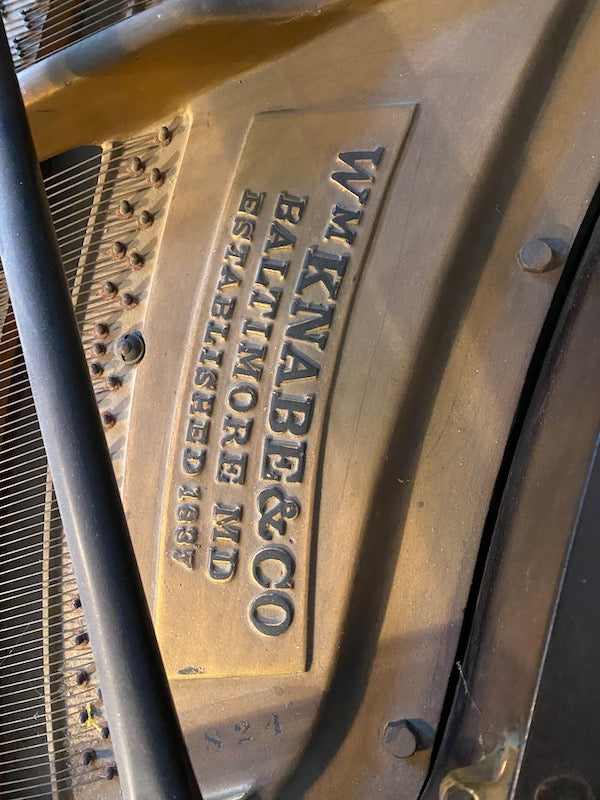 WM KNABE & CO
BALTIMORE MD
ESTABLISHED 1837